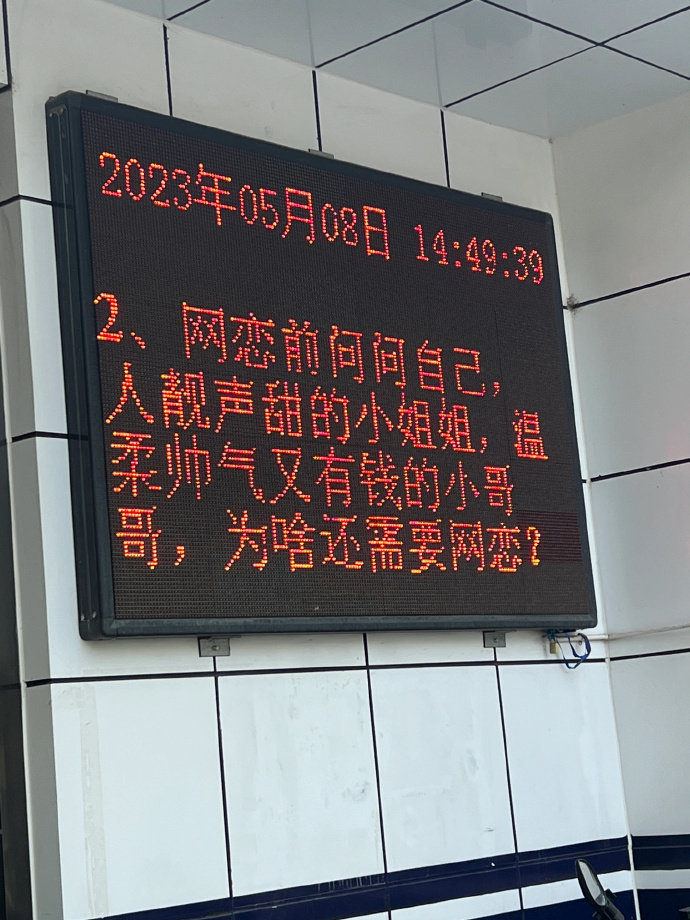 2023年05月08日 14:49:39
2、网恋前问问自己，
人靓声甜的小姐姐，温
柔帅气又有钱的小哥
哥，为啥还需要网恋？